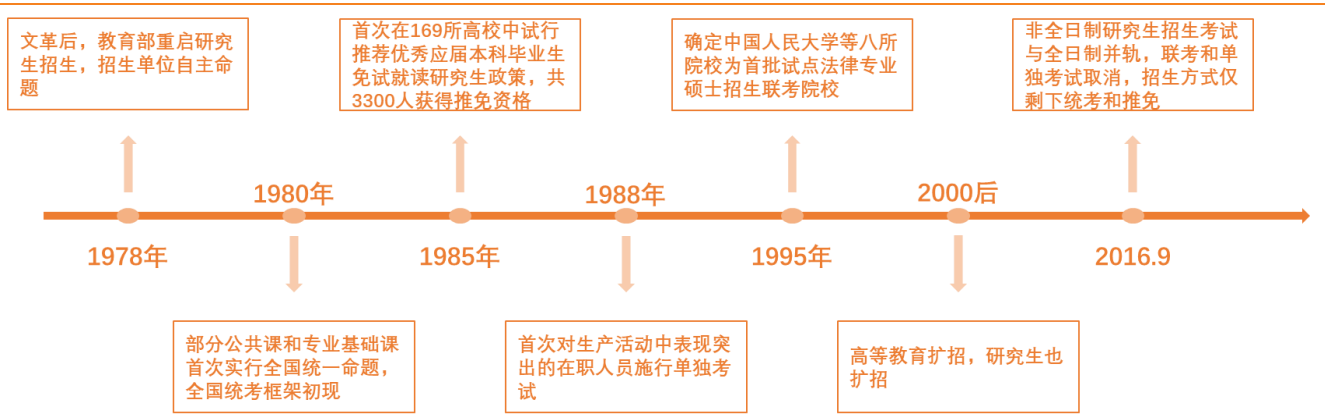 文革后，教育部重启研究
生招生，招生单位自主命
题
首次在169所高校中试行
推荐优秀应届本科毕业生
免试就读研究生政策，共
3300人获得推免资格
确定中国人民大学等八所
院校为首批试点法律专业
硕士招生联考院校
非全日制研究生招生考试
与全日制并轨，联考和单
独考试取消，招生方式仅
剩下统考和推免
1980年
1988年
2000后
1978年
1985年
1995年
2016.9
部分公共课和专业基础课
首次实行全国统一命题，
全国统考框架初现
首次对生产活动中表现突
出的在职人员施行单独考
试
高等教育扩招，研究生也
扩招